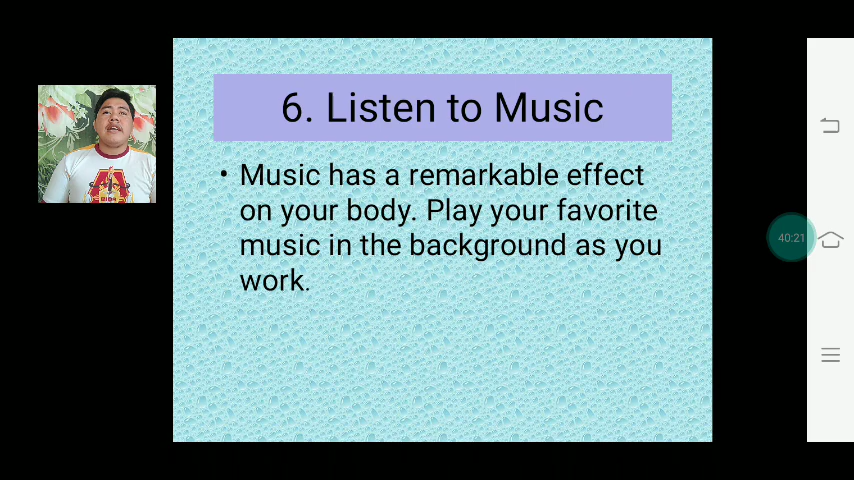 6. Listen to Music
• Music has a remarkable effect
on your body. Play your favorite
music in the background as you
work.
40:21